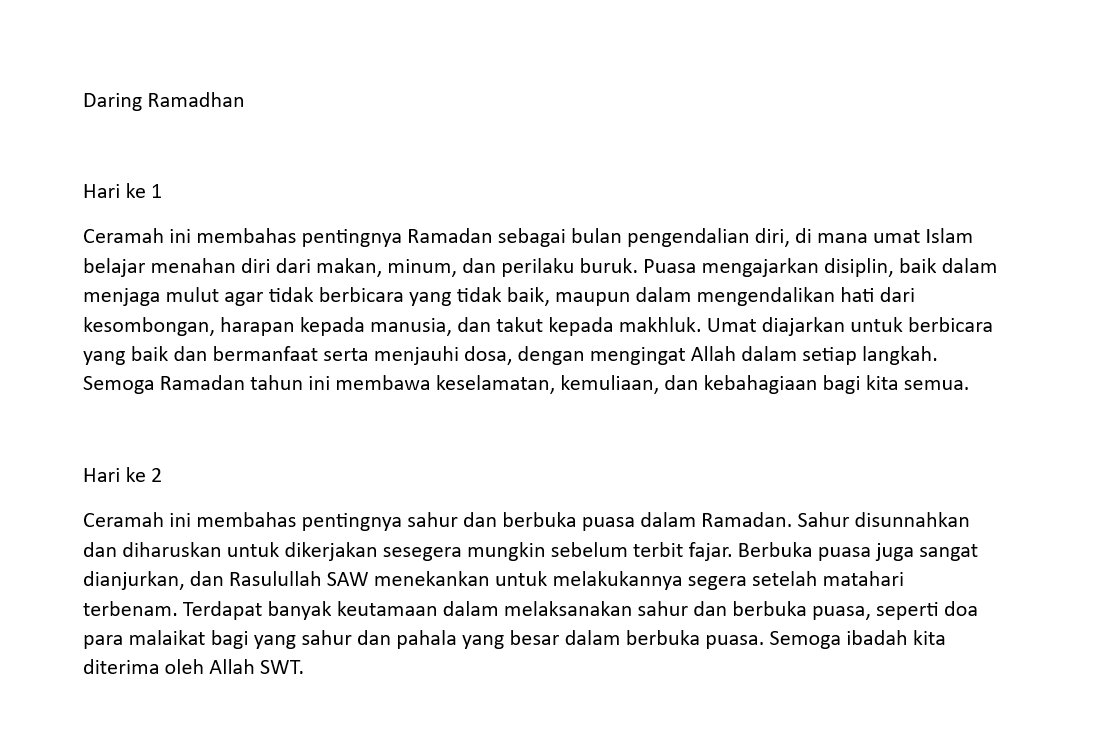 Daring Ramadhan
Hari ke 1
Ceramah ini membahas pentingnya Ramadan sebagai bulan pengendalian diri, di mana umat Islam
belajar menahan diri dari makan, minum, dan perilaku buruk. Puasa mengajarkan disiplin, baik dalam
menjaga mulut agar tidak berbicara yang tidak baik, maupun dalam mengendalikan hati dari
kesombongan, harapan kepada manusia, dan takut kepada makhluk. Umat diajarkan untuk berbicara
yang baik dan bermanfaat serta menjauhi dosa, dengan mengingat Allah dalam setiap langkah.
Semoga Ramadan tahun ini membawa keselamatan, kemuliaan, dan kebahagiaan bagi kita semua.
Hari ke 2
Ceramah ini membahas pentingnya sahur dan berbuka puasa dalam Ramadan. Sahur disunnahkan
dan diharuskan untuk dikerjakan sesegera mungkin sebelum terbit fajar. Berbuka puasa juga sangat
dianjurkan, dan Rasulullah SAW menekankan untuk melakukannya segera setelah matahari
terbenam. Terdapat banyak keutamaan dalam melaksanakan sahur dan berbuka puasa, seperti doa
para malaikat bagi yang sahur dan pahala yang besar dalam berbuka puasa. Semoga ibadah kita
diterima oleh Allah SWT.